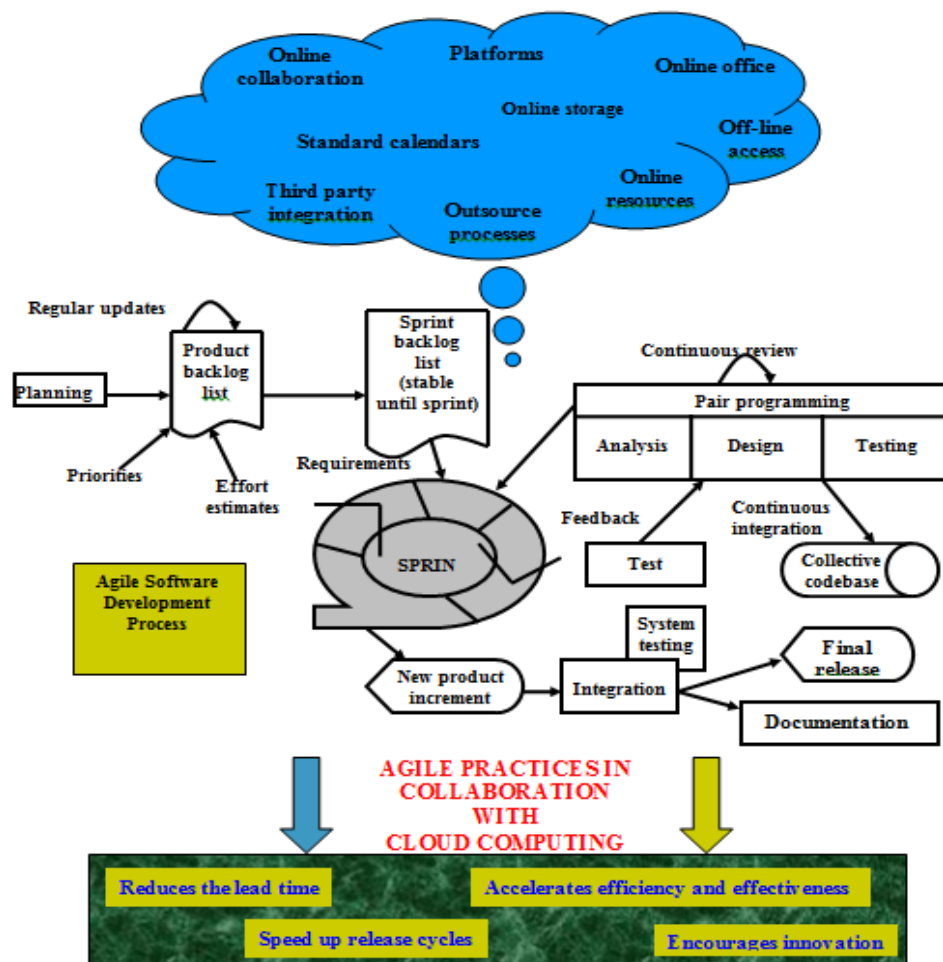 Online
collaboration
Platforms
Online office
Online storage
Off-line
access
Standard calendars
Third party
integration
Online
resources
Outsource
processes
Regular updates
Product
backlog
list
Sprint
backlog
list
(stable
until sprint)
Planning
Priorities
Effort
estimates
Requirements
Continuous review
Pair programming
Analysis
Design
Testing
Feedback
Test
Continuous
integration
Collective
codebase
SPRIN
Agile Software
Development
Process
System
testing
New product
increment
Integration
Final
release
Documentation
AGILE PRACTICES IN
COLLABORATION
WITH
CLOUD COMPUTING
Reduces the lead time
Accelerates efficiency and effectiveness
Speed up release cycles
Encourages innovation